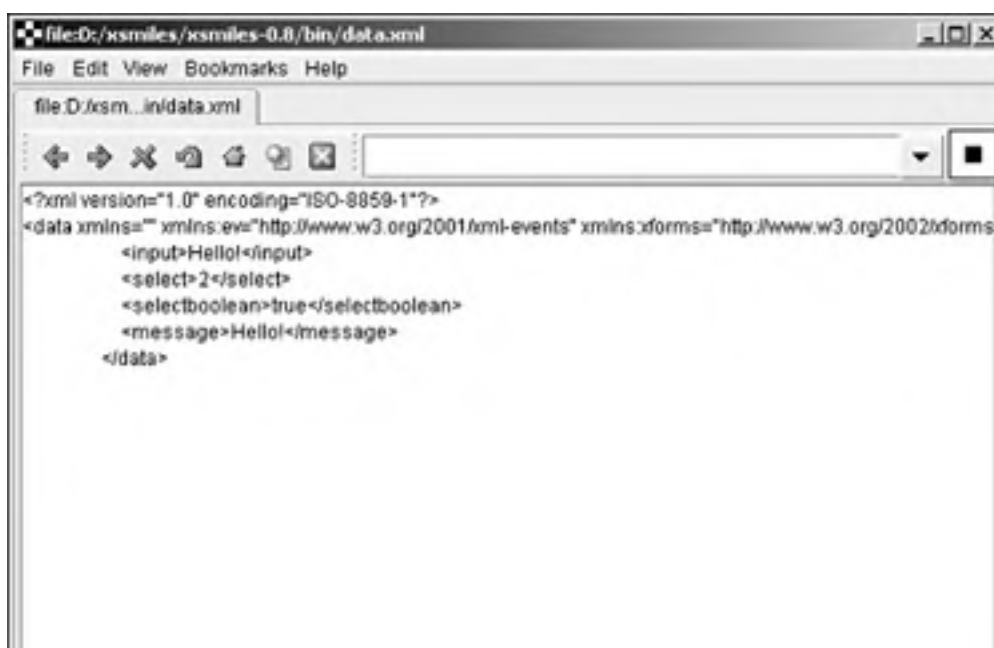 file:D:/xsmiles/xsmiles-0.8/bin/data.xml
File Edit View Bookmarks Help
file:D:/xsm...in/data.xml
<?xml version="1.0" encoding="ISO-8859-1"?>
<data xmlns="" xmlns:ev="http://www.w3.org/2001/xml-events" xmlns:xforms="http://www.w3.org/2002/xforms
<input>Hello!</input>
<select>2</select>
<selectboolean>true</selectboolean>
<message>Hello!</message>
</data>